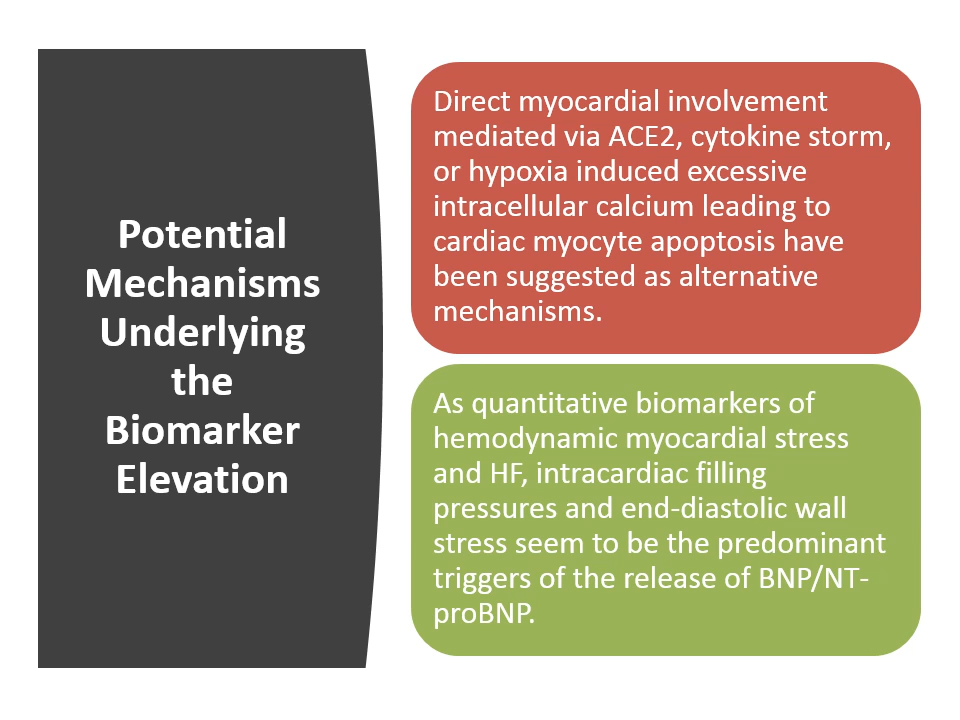 Potential
Mechanisms
Underlying
the
Biomarker
Elevation
Direct myocardial involvement
mediated via ACE2, cytokine storm,
or hypoxia induced excessive
intracellular calcium leading to
cardiac myocyte apoptosis have
been suggested as alternative
mechanisms.
As quantitative biomarkers of
hemodynamic myocardial stress
and HF, intracardiac filling
pressures and end-diastolic wall
stress seem to be the predominant
triggers of the release of BNP/NT-
proBNP.